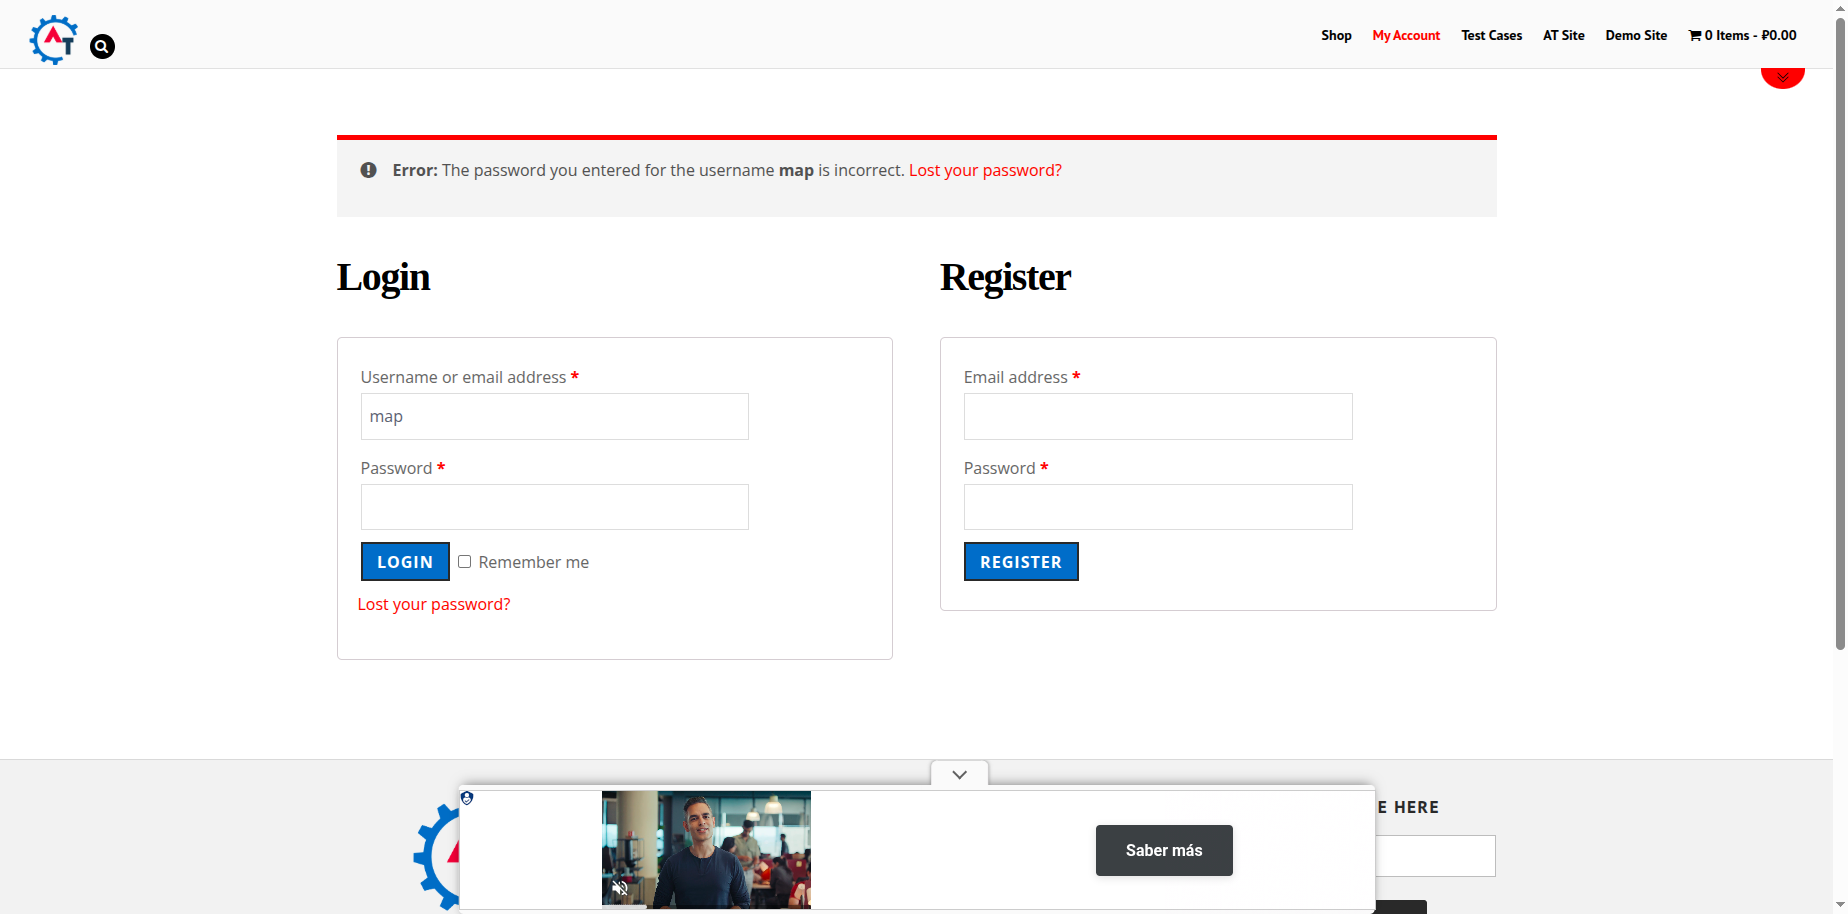 AT
Shop
My Account
Test Cases
AT Site
Demo Site
0 Items - ₽0.00
Error: The password you entered for the username map is incorrect. Lost your password?
Login
Register
Username or email address *
map
Password *
LOGIN
Remember me
Lost your password?
Email address *
Password *
REGISTER
E HERE
Saber más